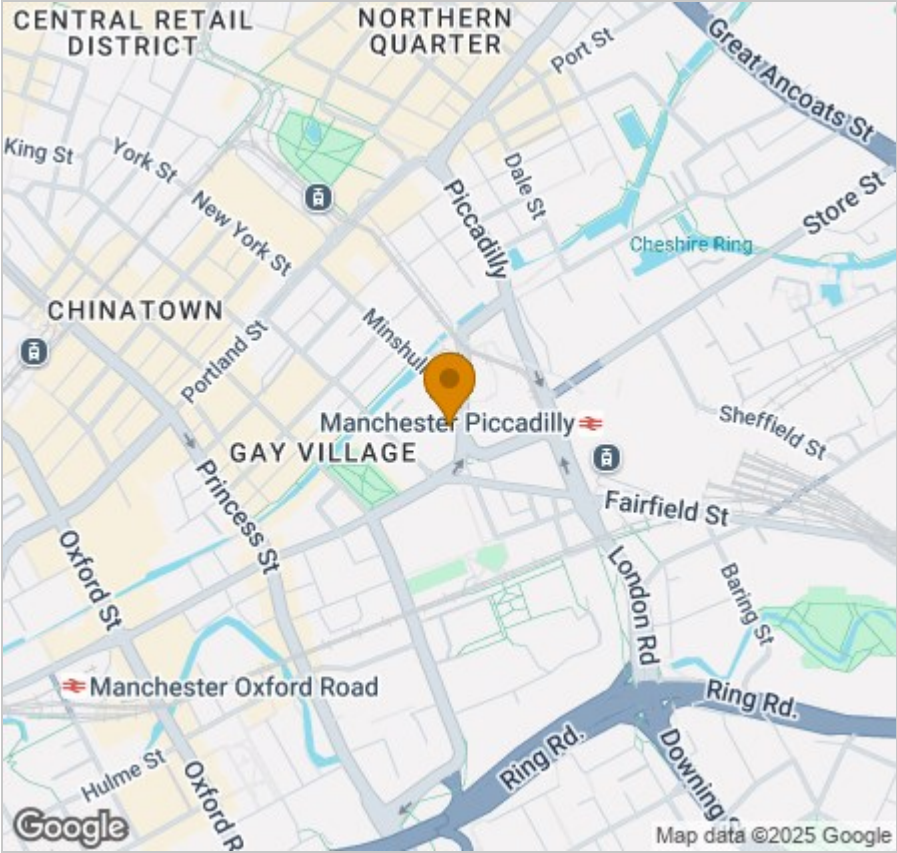 CENTRAL RETAIL
DISTRICT
NORTHERN
QUARTER
Port St
Great Ancoats St
King St
York St
Dale St
Piccadilly
Store St
New York St
Cheshire Ring
CHINATOWN
Portland St
Minshull
Manchester Piccadilly
Sheffield St
GAY VILLAGE
Princess St
Fairfield St
Oxford St
London Rd
Baring St
Manchester Oxford Road
Ring Rd.
Ring Rd.
Hulme St
Oxford R
Downing S
Google
Map data ©2025 Google